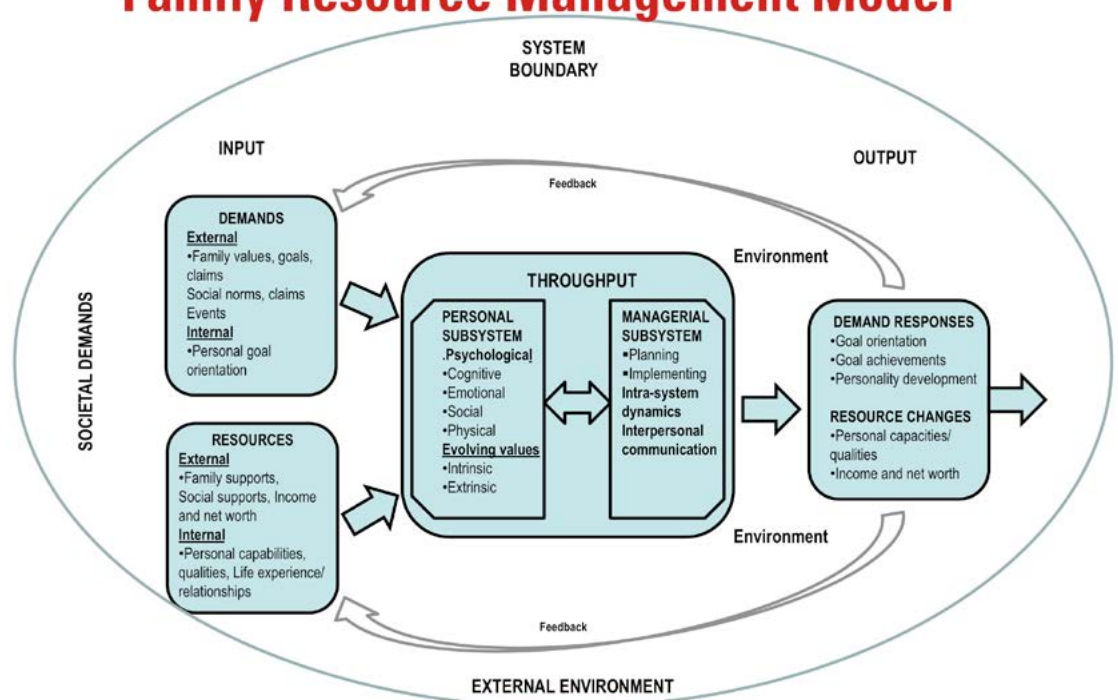 Family Resource Management Model
SYSTEM
BOUNDARY
INPUT
OUTPUT
Feedback
SOCIETAL DEMANDS
DEMANDS
External
•Family values, goals,
claims
Social norms, claims
Events
Internal
•Personal goal
orientation
RESOURCES
External
•Family supports,
Social supports, Income
and net worth
Internal
•Personal capabilities,
qualities, Life experience/
relationships
Environment
THROUGHPUT
PERSONAL
SUBSYSTEM
.Psychological
•Cognitive
•Emotional
•Social
•Physical
Evolving values
•Intrinsic
•Extrinsic
MANAGERIAL
SUBSYSTEM
▪Planning
▪Implementing
Intra-system
dynamics
Interpersonal
communication
Environment
DEMAND RESPONSES
•Goal orientation
•Goal achievements
•Personality development
RESOURCE CHANGES
•Personal capacities/
qualities
•Income and net worth
Feedback
EXTERNAL ENVIRONMENT